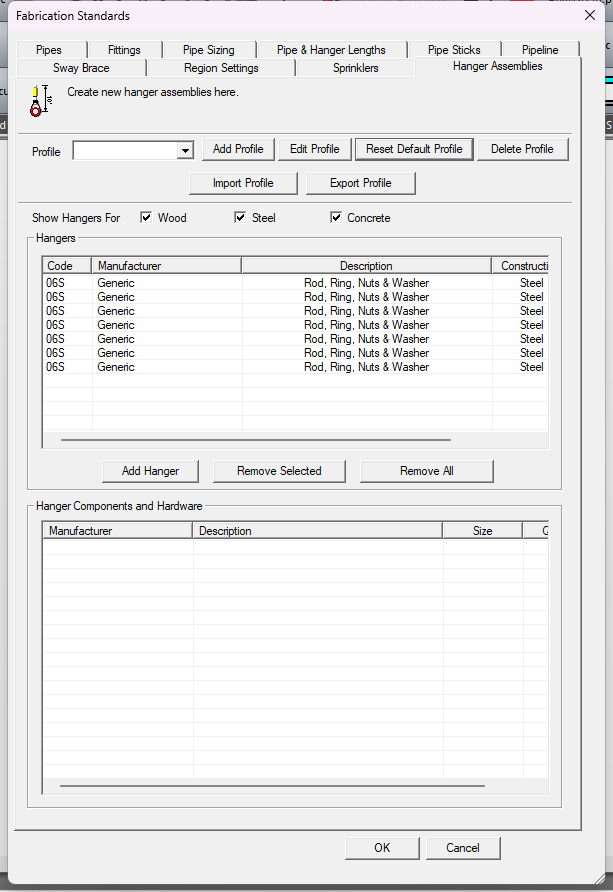 Fabrication Standards
Pipes Fittings Pipe Sizing Pipe & Hanger Lengths Pipe Sticks Pipeline
Sway Brace Region Settings Sprinklers Hanger Assemblies
Create new hanger assemblies here.
Profile Add Profile Edit Profile Reset Default Profile Delete Profile
Import Profile Export Profile
Show Hangers For Wood Steel Concrete
Hangers
Code Manufacturer Description Constructi
06S Generic Rod, Ring, Nuts & Washer Steel
06S Generic Rod, Ring, Nuts & Washer Steel
06S Generic Rod, Ring, Nuts & Washer Steel
06S Generic Rod, Ring, Nuts & Washer Steel
06S Generic Rod, Ring, Nuts & Washer Steel
06S Generic Rod, Ring, Nuts & Washer Steel
06S Generic Rod, Ring, Nuts & Washer Steel
Add Hanger Remove Selected Remove All
Hanger Components and Hardware
Manufacturer Description Size
OK Cancel